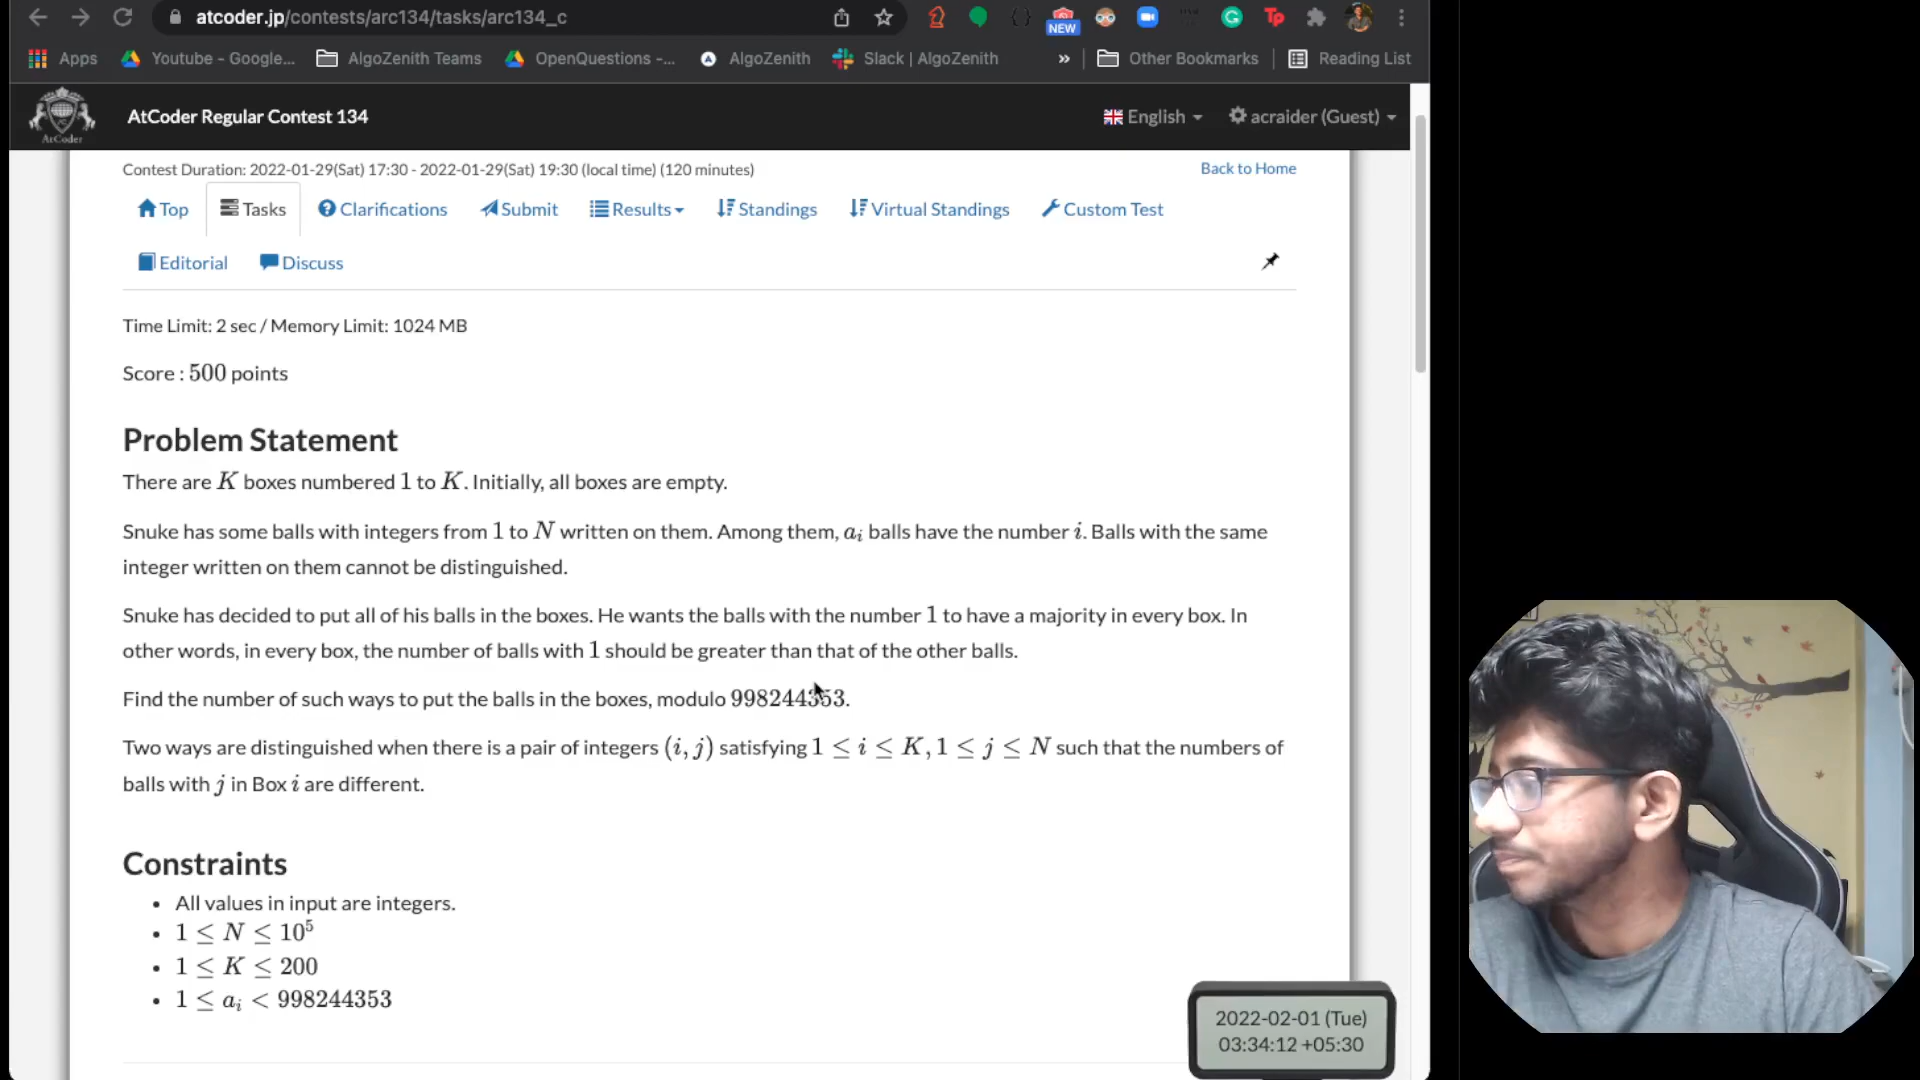 atcoder.jp/contests/arc134/tasks/arc134_c
NEW
Tp
Apps Youtube - Google... AlgoZenith Teams OpenQuestions -... AlgoZenith Slack | AlgoZenith » Other Bookmarks Reading List
AtCoder
AtCoder Regular Contest 134 English acraider (Guest)
Contest Duration: 2022-01-29(Sat) 17:30 - 2022-01-29(Sat) 19:30 (local time) (120 minutes) Back to Home
Top Tasks Clarifications Submit Results Standings Virtual Standings Custom Test
Editorial Discuss
Time Limit: 2 sec / Memory Limit: 1024 MB
Score : 500 points
Problem Statement
There are K boxes numbered 1 to K. Initially, all boxes are empty.
Snuke has some balls with integers from 1 to N written on them. Among them, aᵢ balls have the number i. Balls with the same
integer written on them cannot be distinguished.
Snuke has decided to put all of his balls in the boxes. He wants the balls with the number 1 to have a majority in every box. In
other words, in every box, the number of balls with 1 should be greater than that of the other balls.
Find the number of such ways to put the balls in the boxes, modulo 998244353.
Two ways are distinguished when there is a pair of integers (i, j) satisfying 1 ≤ i ≤ K, 1 ≤ j ≤ N such that the numbers of
balls with j in Box i are different.
Constraints
• All values in input are integers.
• 1 ≤ N ≤ 10⁵
• 1 ≤ K ≤ 200
• 1 ≤ aᵢ < 998244353
2022-02-01 (Tue)
03:34:12 +05:30